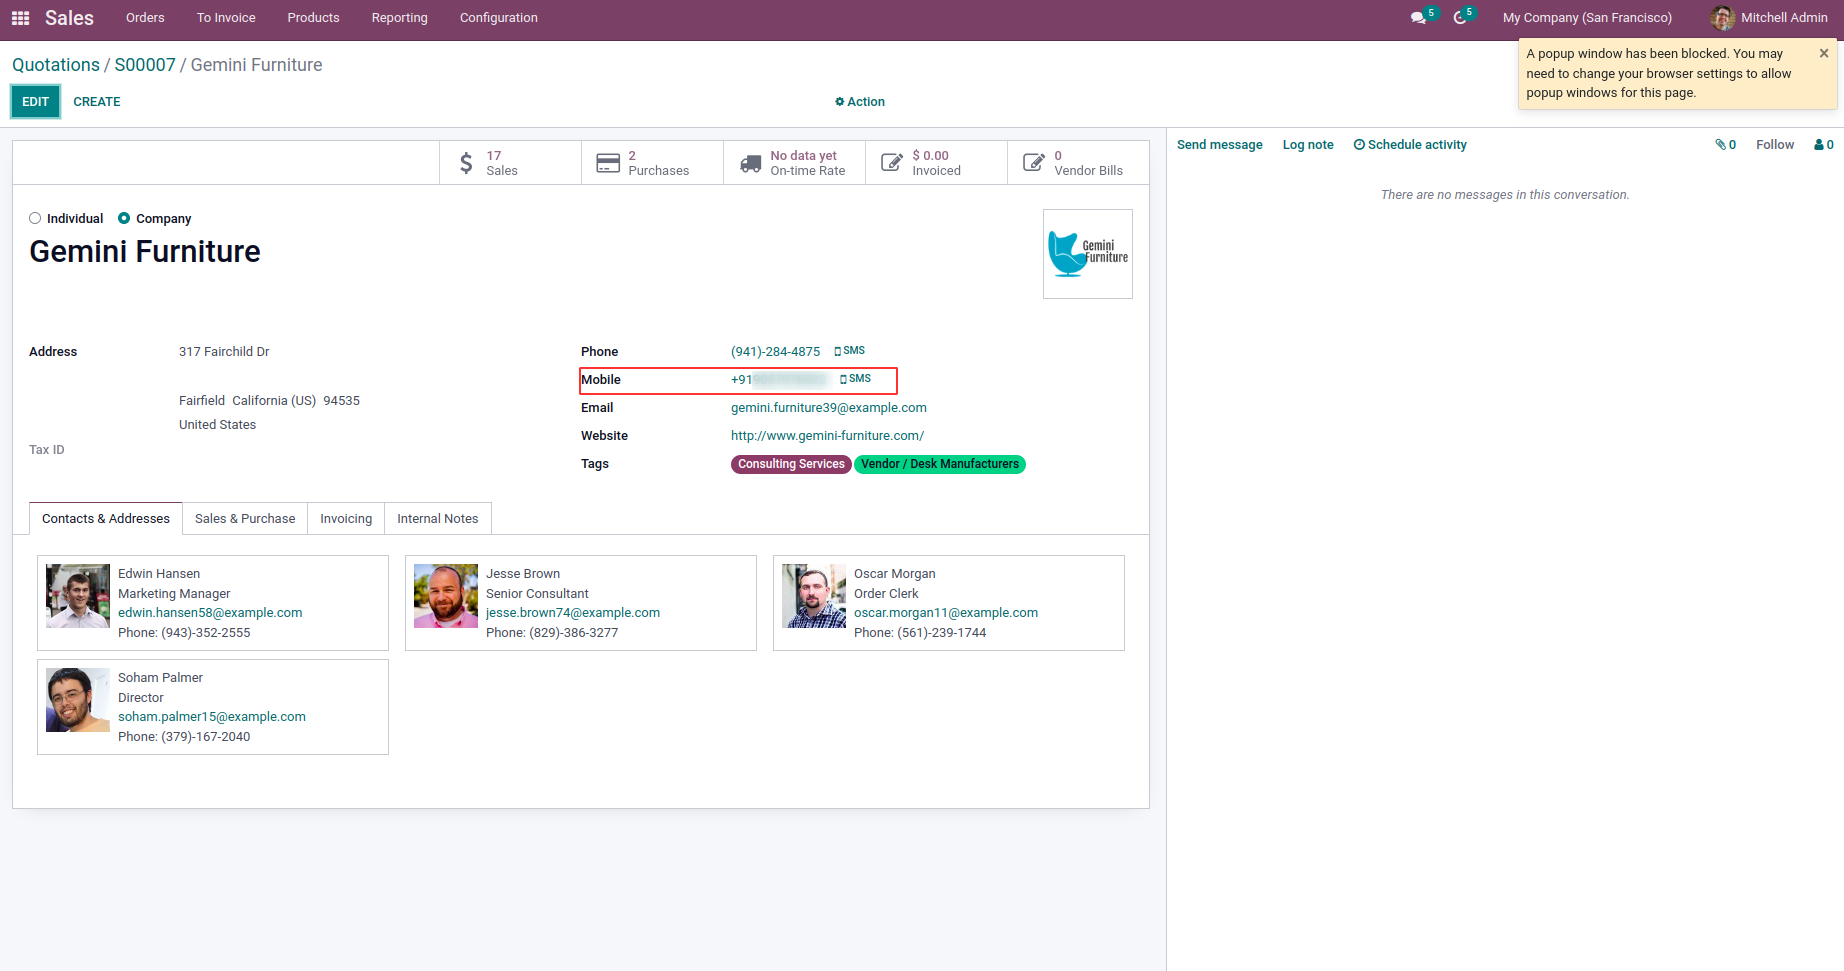 Sales Orders To Invoice Products Reporting Configuration 5 5 My Company (San Francisco) Mitchell Admin
Quotations / S00007 / Gemini Furniture
EDIT CREATE Action
A popup window has been blocked. You may
need to change your browser settings to allow
popup windows for this page.
17
Sales
2
Purchases
No data yet
On-time Rate
$ 0.00
Invoiced
0
Vendor Bills
Send message Log note Schedule activity 0 Follow 0
There are no messages in this conversation.
Individual Company
Gemini Furniture
Gemini
Furniture
Address 317 Fairchild Dr
Fairfield California (US) 94535
United States
Tax ID
Phone (941)-284-4875 SMS
Mobile +91 SMS
Email gemini.furniture39@example.com
Website http://www.gemini-furniture.com/
Tags Consulting Services Vendor / Desk Manufacturers
Contacts & Addresses Sales & Purchase Invoicing Internal Notes
Edwin Hansen
Marketing Manager
edwin.hansen58@example.com
Phone: (943)-352-2555
Jesse Brown
Senior Consultant
jesse.brown74@example.com
Phone: (829)-386-3277
Oscar Morgan
Order Clerk
oscar.morgan11@example.com
Phone: (561)-239-1744
Soham Palmer
Director
soham.palmer15@example.com
Phone: (379)-167-2040